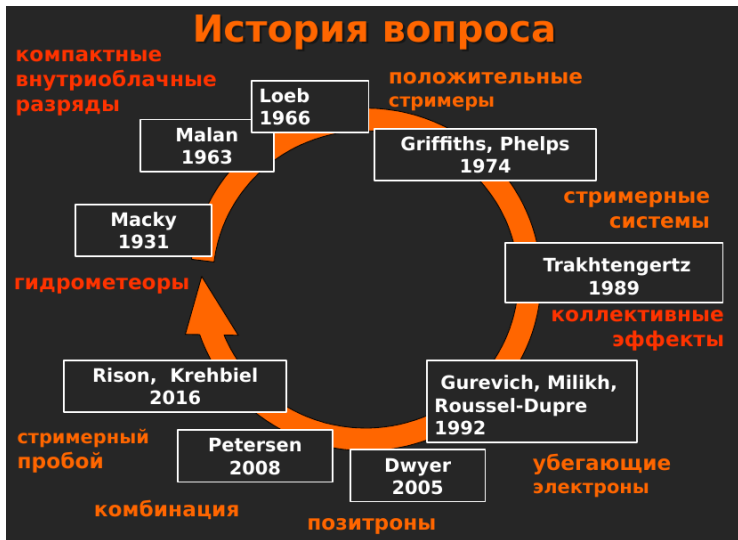 История вопроса
компактные
внутриоблачные
разряды
Loeb
1966
положительные
стримеры
Malan
1963
Griffiths, Phelps
1974
стримерные
системы
Macky
1931
Trakhtengertz
1989
гидрометеоры
коллективные
эффекты
Rison, Krehbiel
2016
Gurevich, Milikh,
Roussel-Dupre
1992
стримерный
пробой
Petersen
2008
Dwyer
2005
убегающие
электроны
комбинация
позитроны